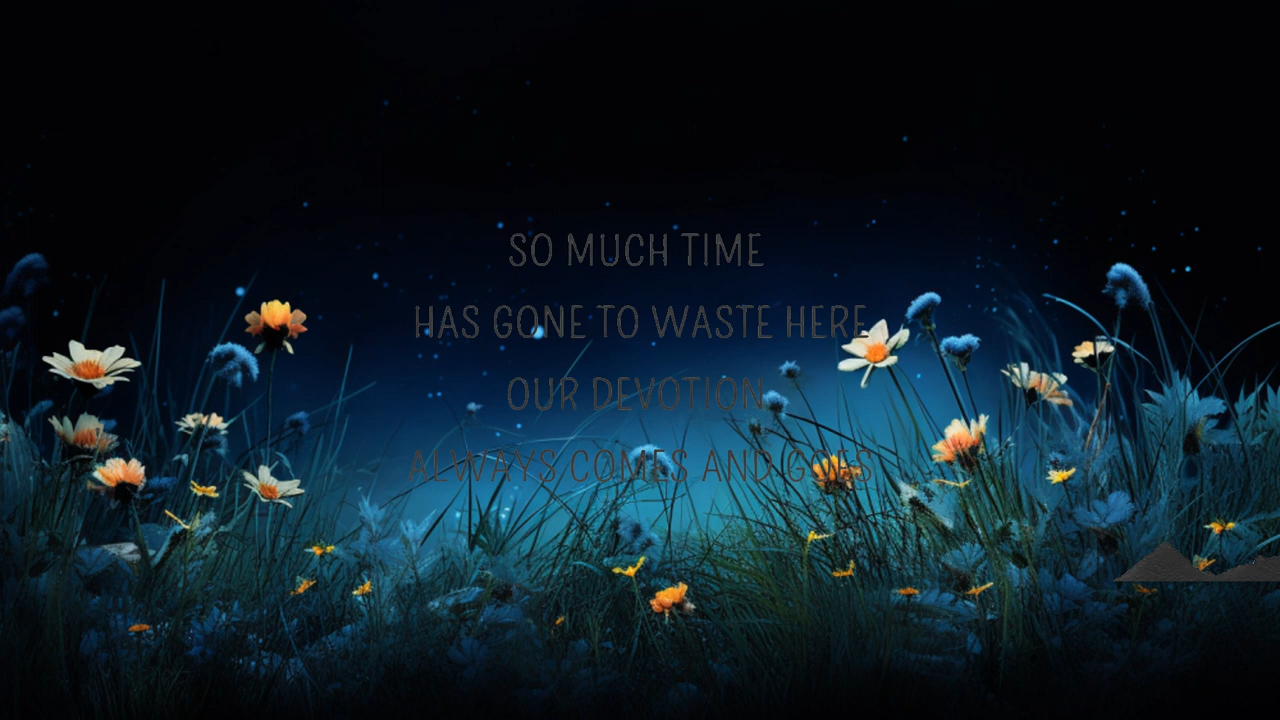 SO MUCH TIME
HAS GONE TO WASTE HERE
OUR DEVOTION
ALWAYS COMES AND GOES